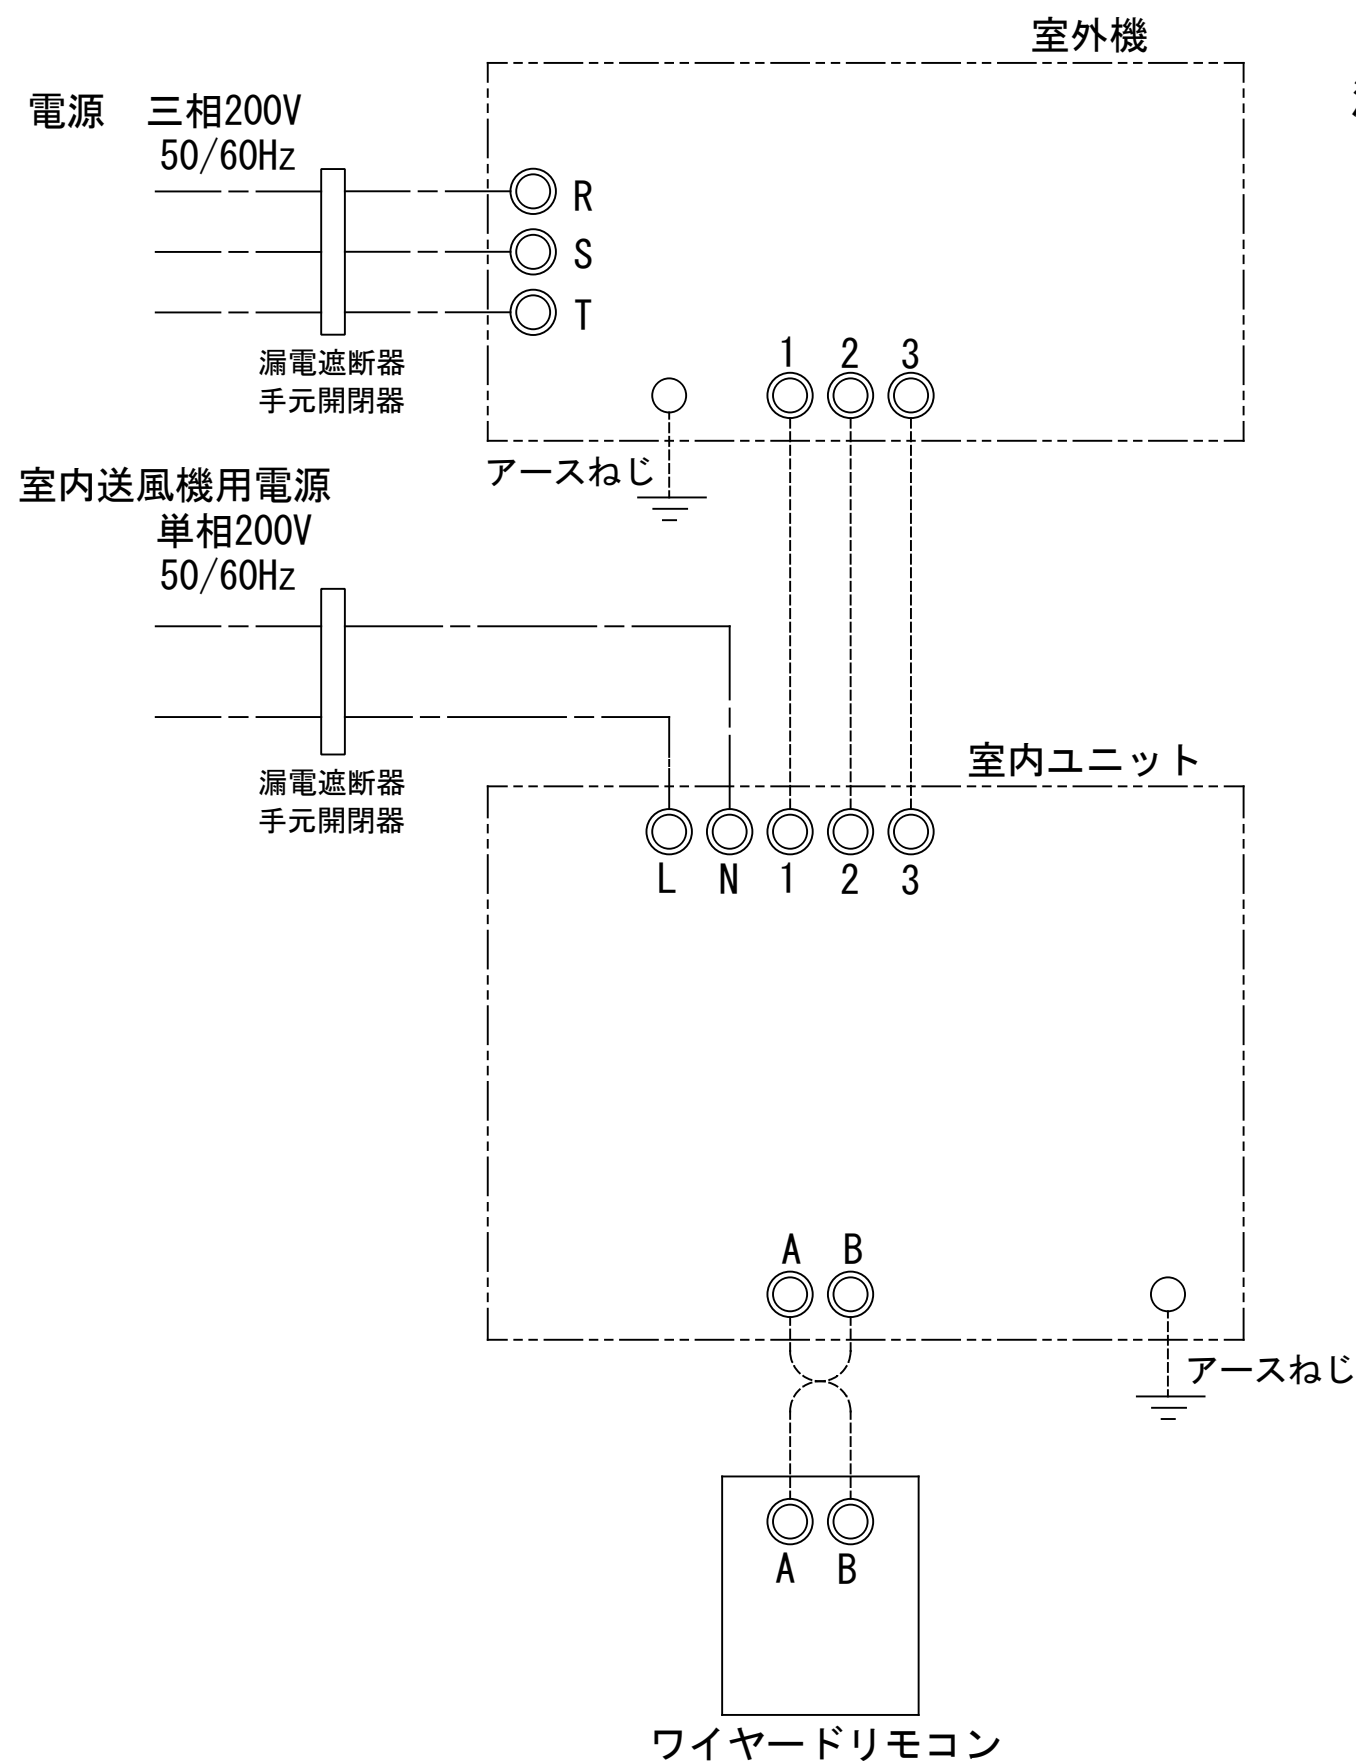 室外機
電源 三相200V
50/60Hz
R
S
T
漏電遮断器
手元開閉器
1 2 3
アースねじ
室内送風機用電源
単相200V
50/60Hz
漏電遮断器
手元開閉器
室内ユニット
L N 1 2 3
A B
アースねじ
A B
ワイヤードリモコン